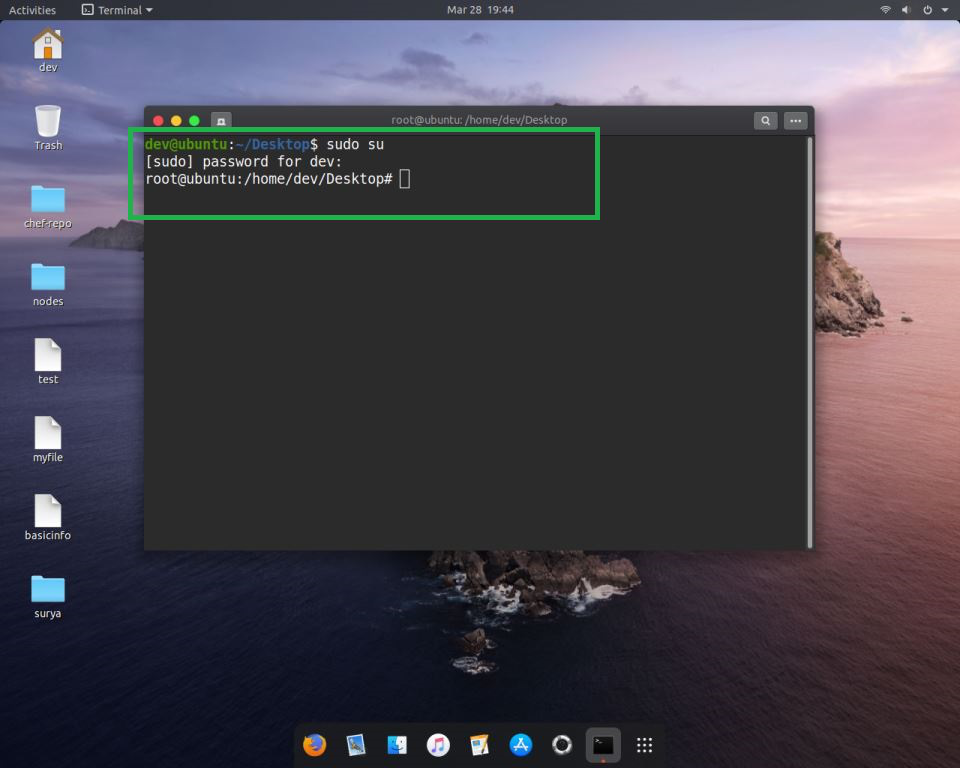 Activities
Terminal
Mar 28 19:44
dev
Trash
chef-repo
nodes
test
myfile
basicinfo
surya
root@ubuntu: /home/dev/Desktop
dev@ubuntu:~/Desktop$ sudo su
[sudo] password for dev:
root@ubuntu:/home/dev/Desktop#